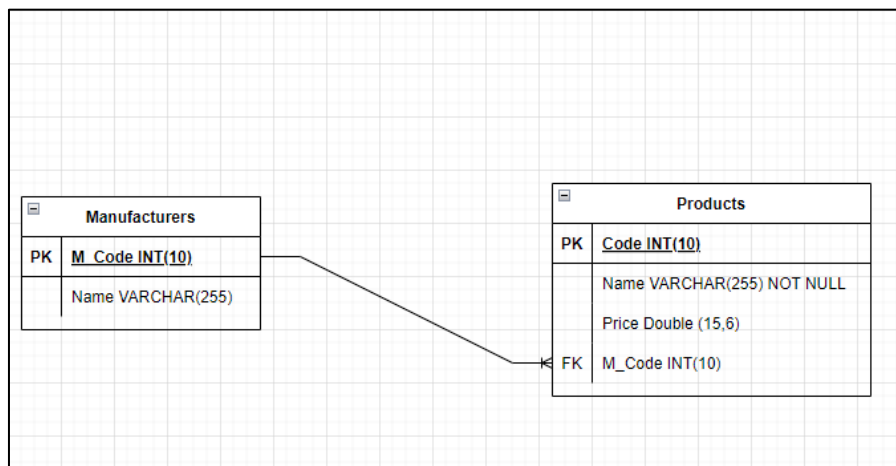 Manufacturers
PK M_Code INT(10)
Name VARCHAR(255)
Products
PK Code INT(10)
Name VARCHAR(255) NOT NULL
Price Double (15,6)
FK M_Code INT(10)